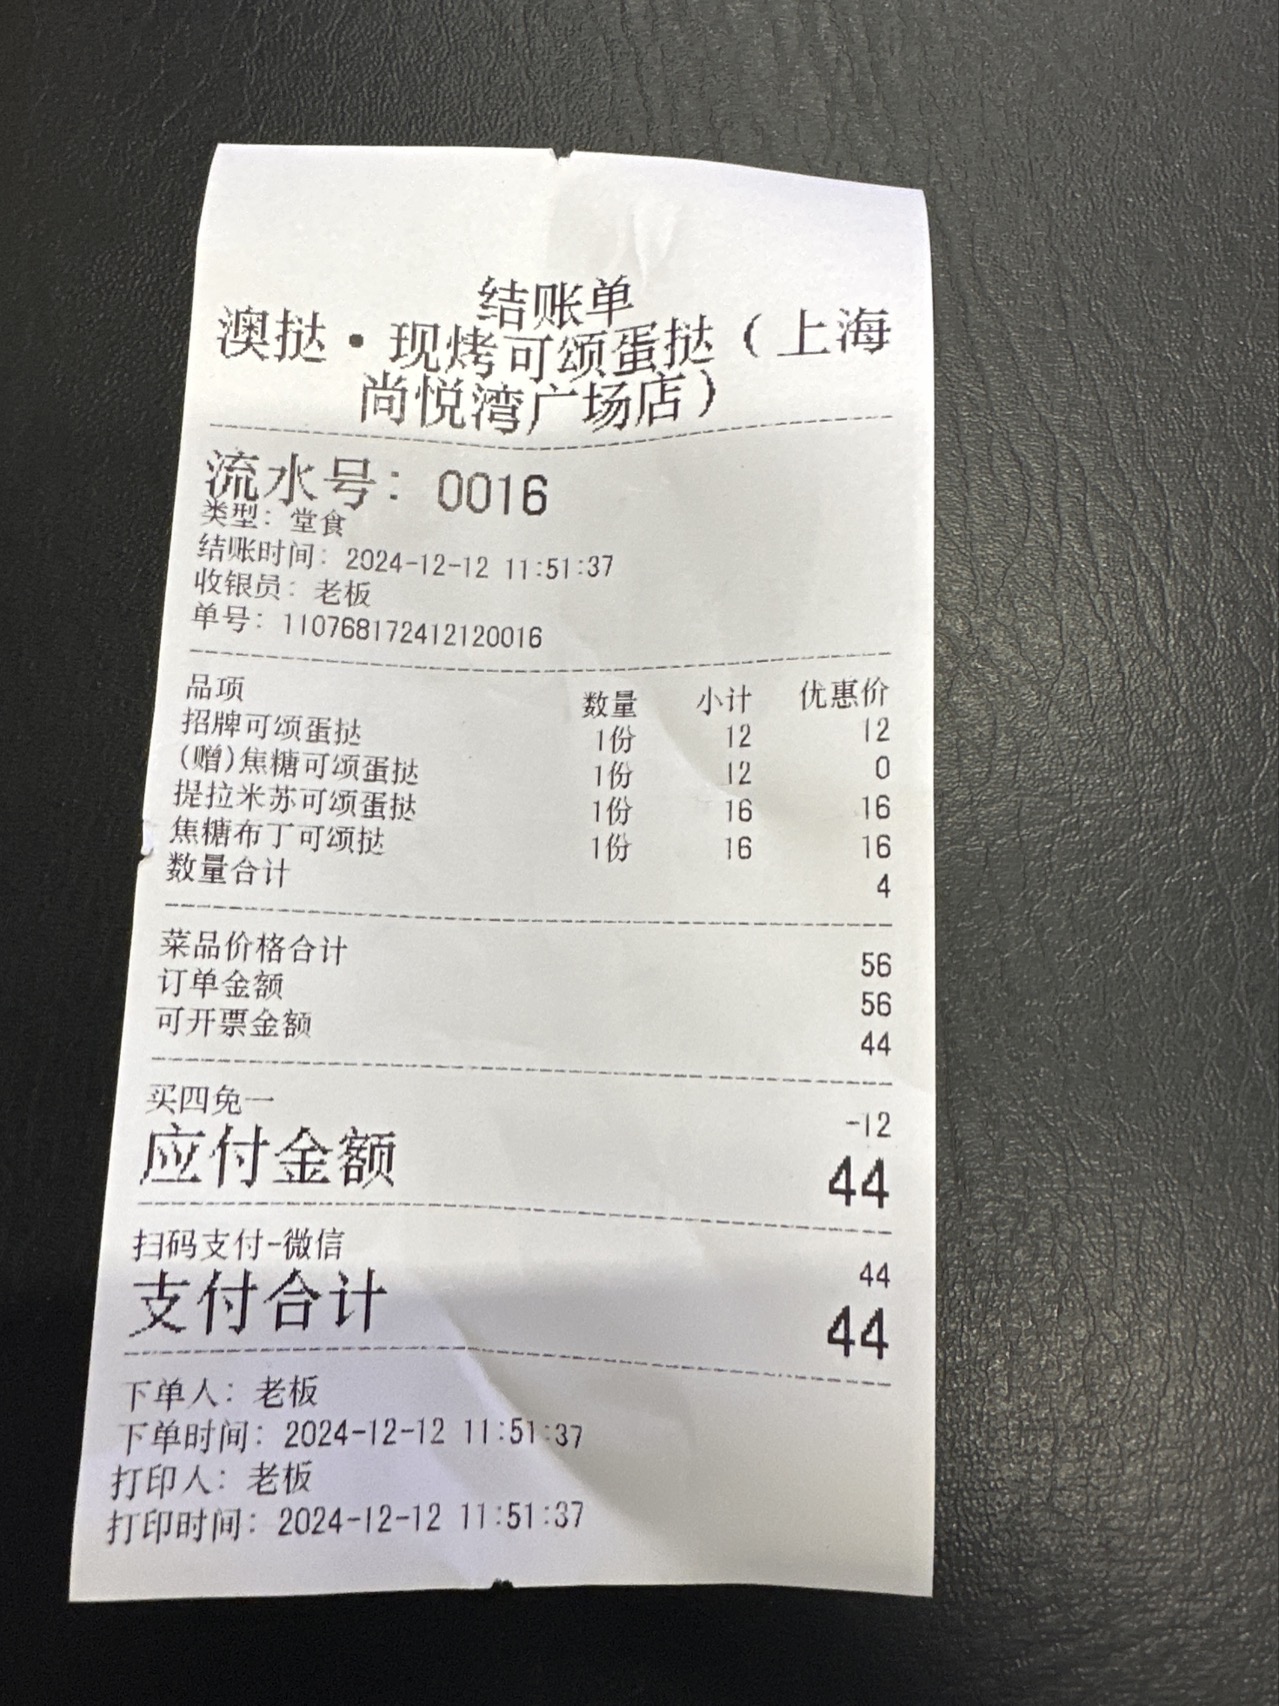 结账单
澳挞·现烤可颂蛋挞（上海
尚悦湾广场店）
流水号：0016
类型：堂食
结账时间：2024-12-12 11:51:37
收银员：老板
单号：110768172412120016
品项 数量 小计 优惠价
招牌可颂蛋挞 1份 12 12
(赠)焦糖可颂蛋挞 1份 12 0
提拉米苏可颂蛋挞 1份 16 16
焦糖布丁可颂挞 1份 16 16
数量合计 4
菜品价格合计 56
订单金额 56
可开票金额 44
买四免一 -12
应付金额 44
扫码支付-微信 44
支付合计 44
下单人：老板
下单时间：2024-12-12 11:51:37
打印人：老板
打印时间：2024-12-12 11:51:37